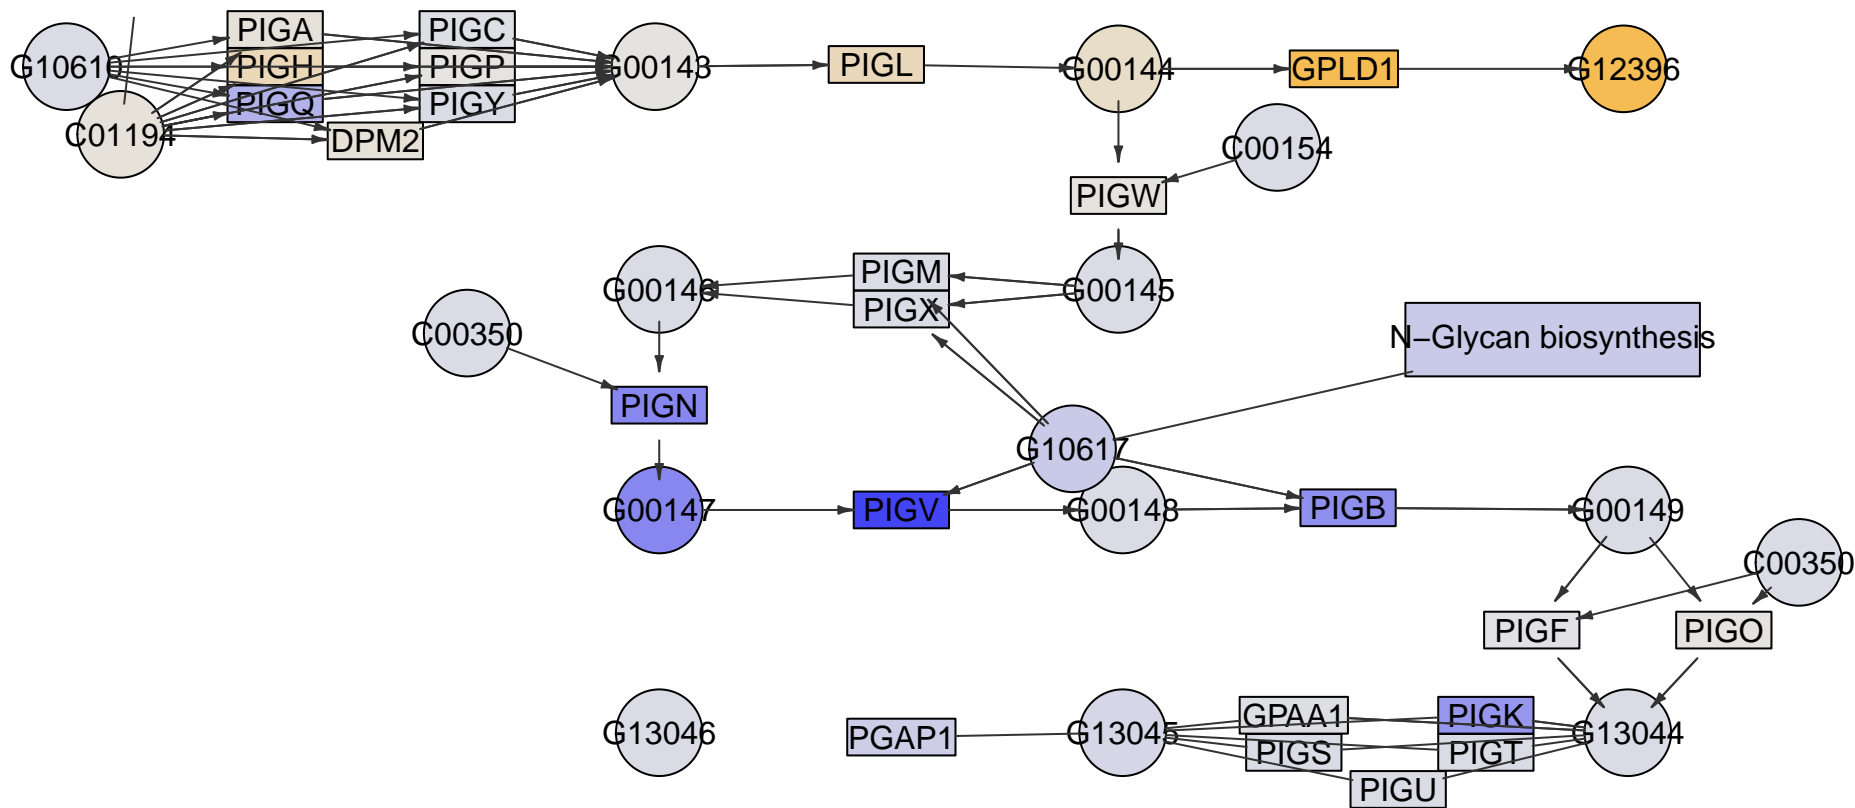 PIGA
PIGC
G10610
PIGH
PIGP
G00143
PIGL
G00144
GPLD1
G12396
PIGQ
PIGY
C01194
DPM2
C00154
PIGW
PIGM
G00146
G00145
PIGX
C00350
N−Glycan biosynthesis
PIGN
G10617
G00147
PIGV
G00148
PIGB
G00149
C00350
PIGF
PIGO
GPAA1
PIGK
G13046
PGAP1
G13045
G13044
PIGS
PIGT
PIGU